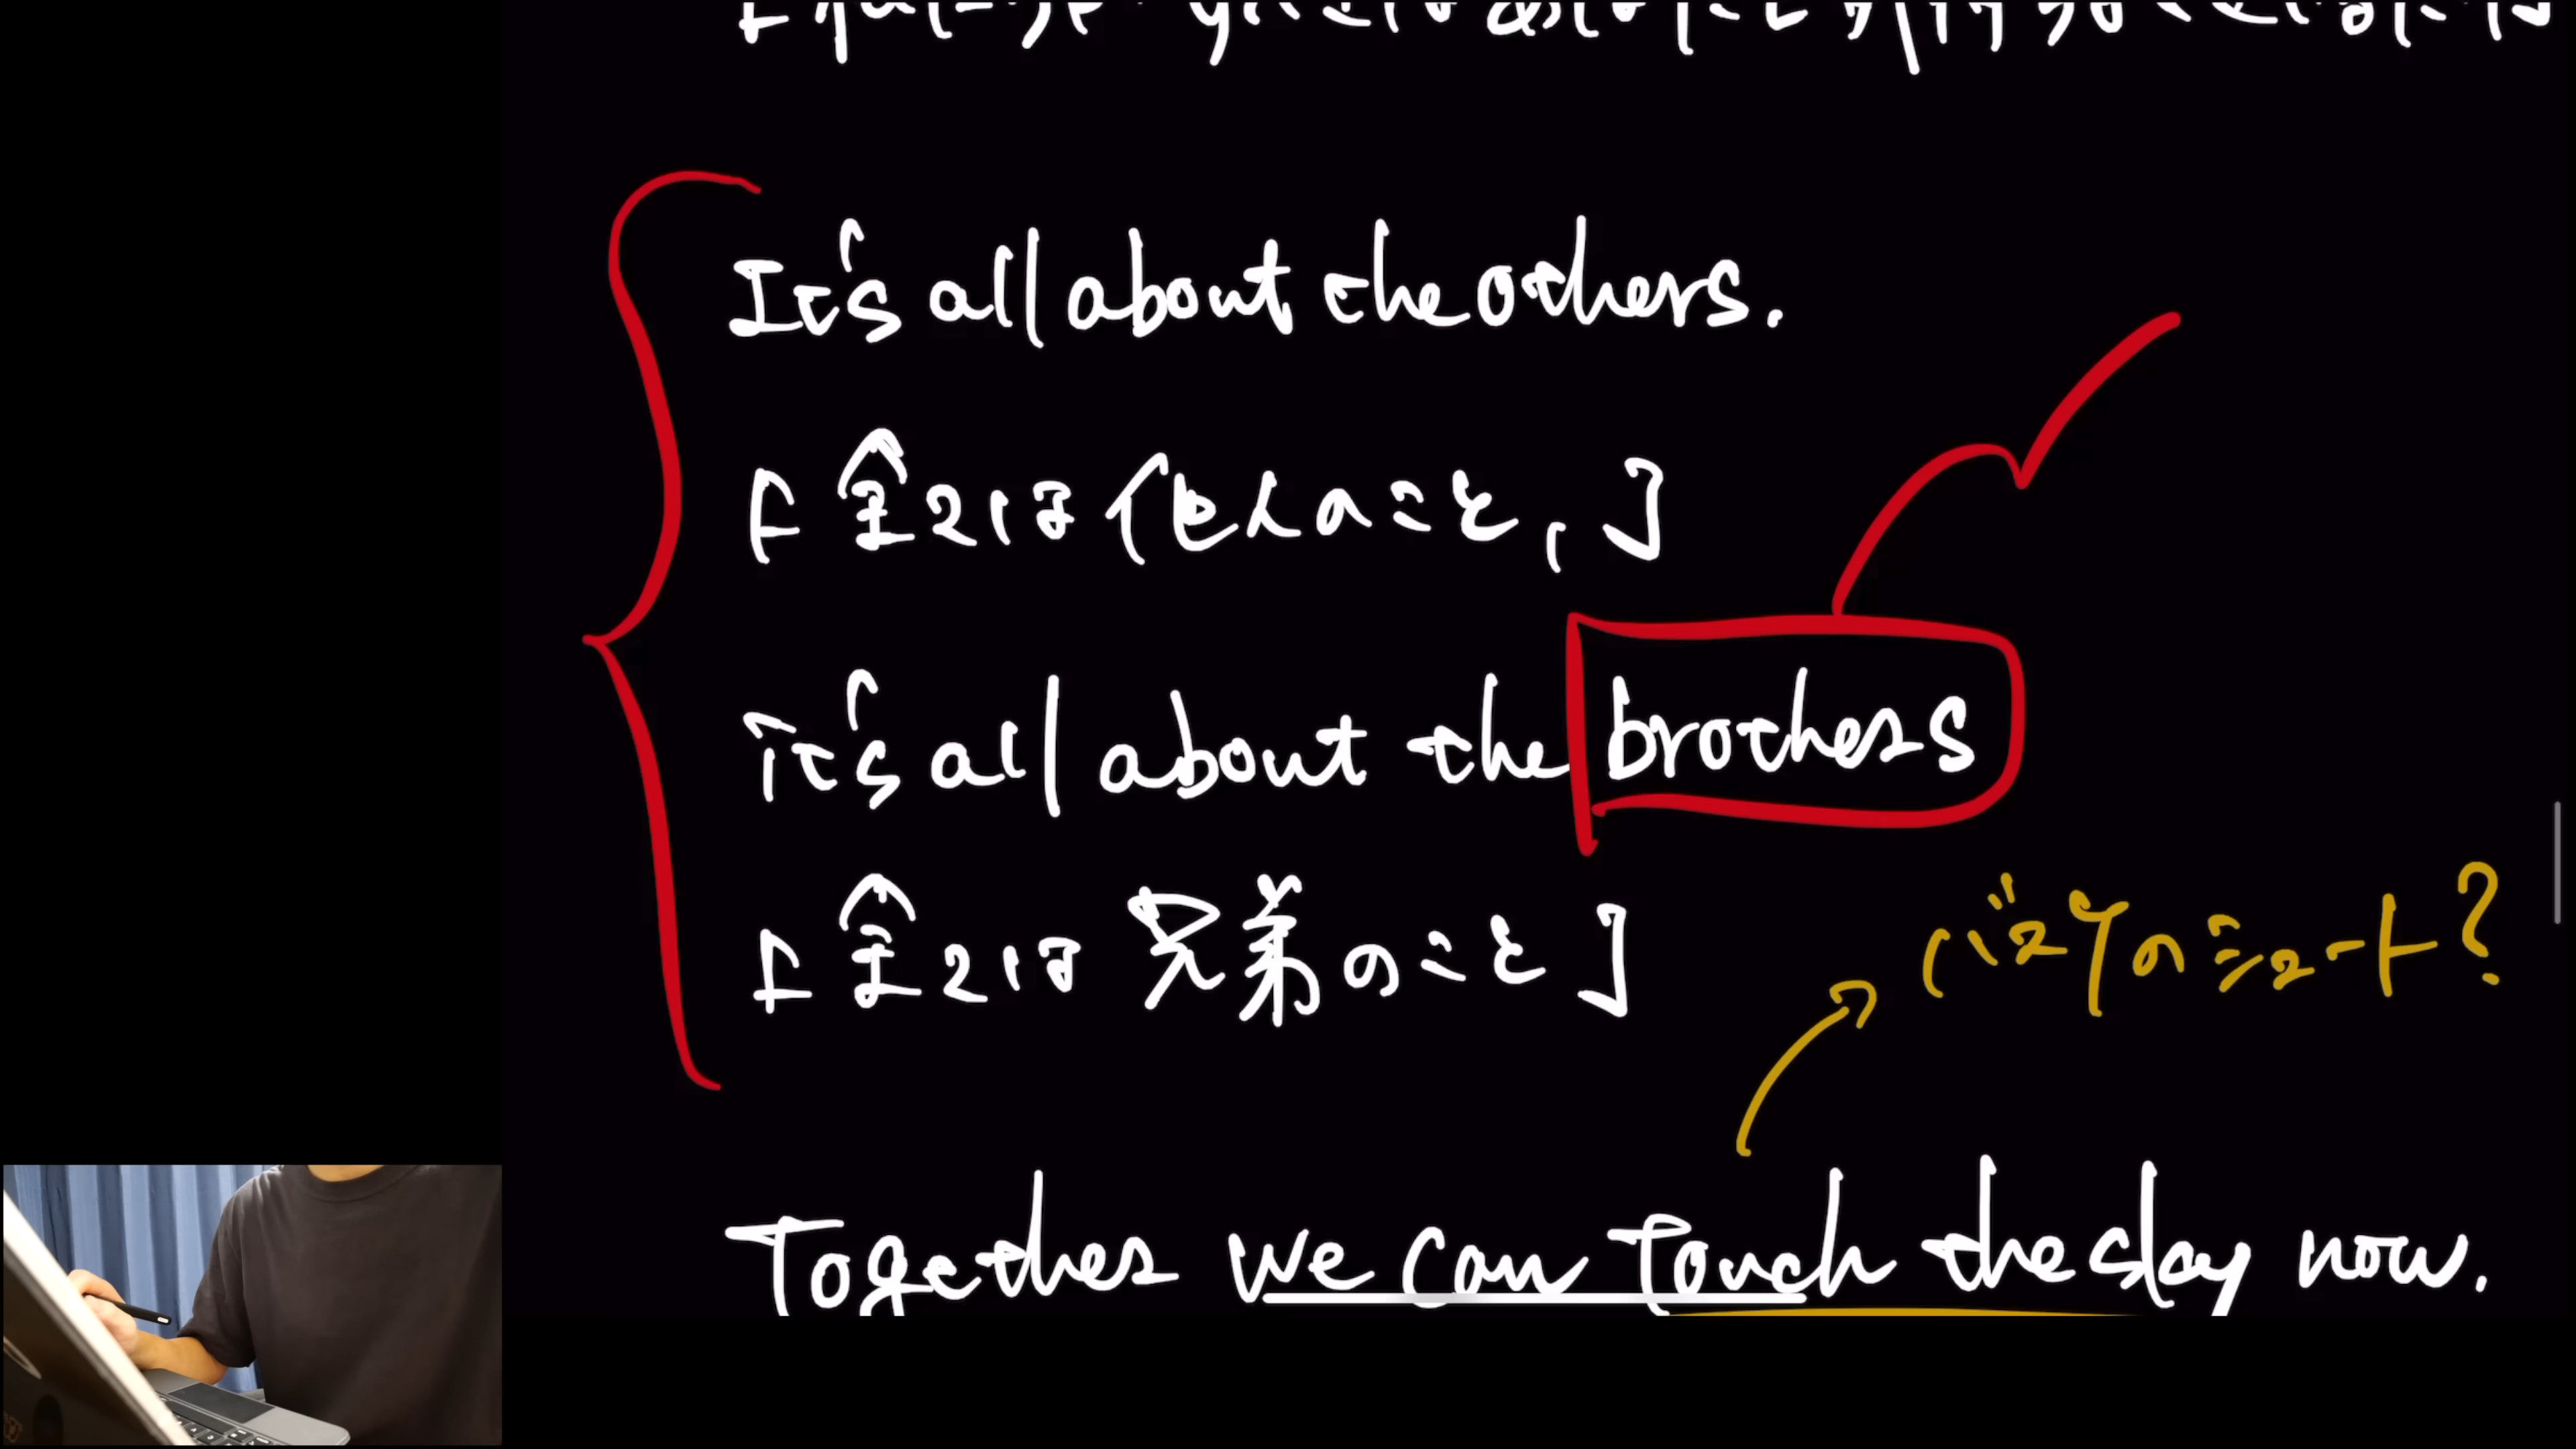 It's all about the others.
[全ては他人のこと,]
it's all about the brothers
[全ては兄弟のこと]
バスケのシュート?
Together we can touch the sky now.